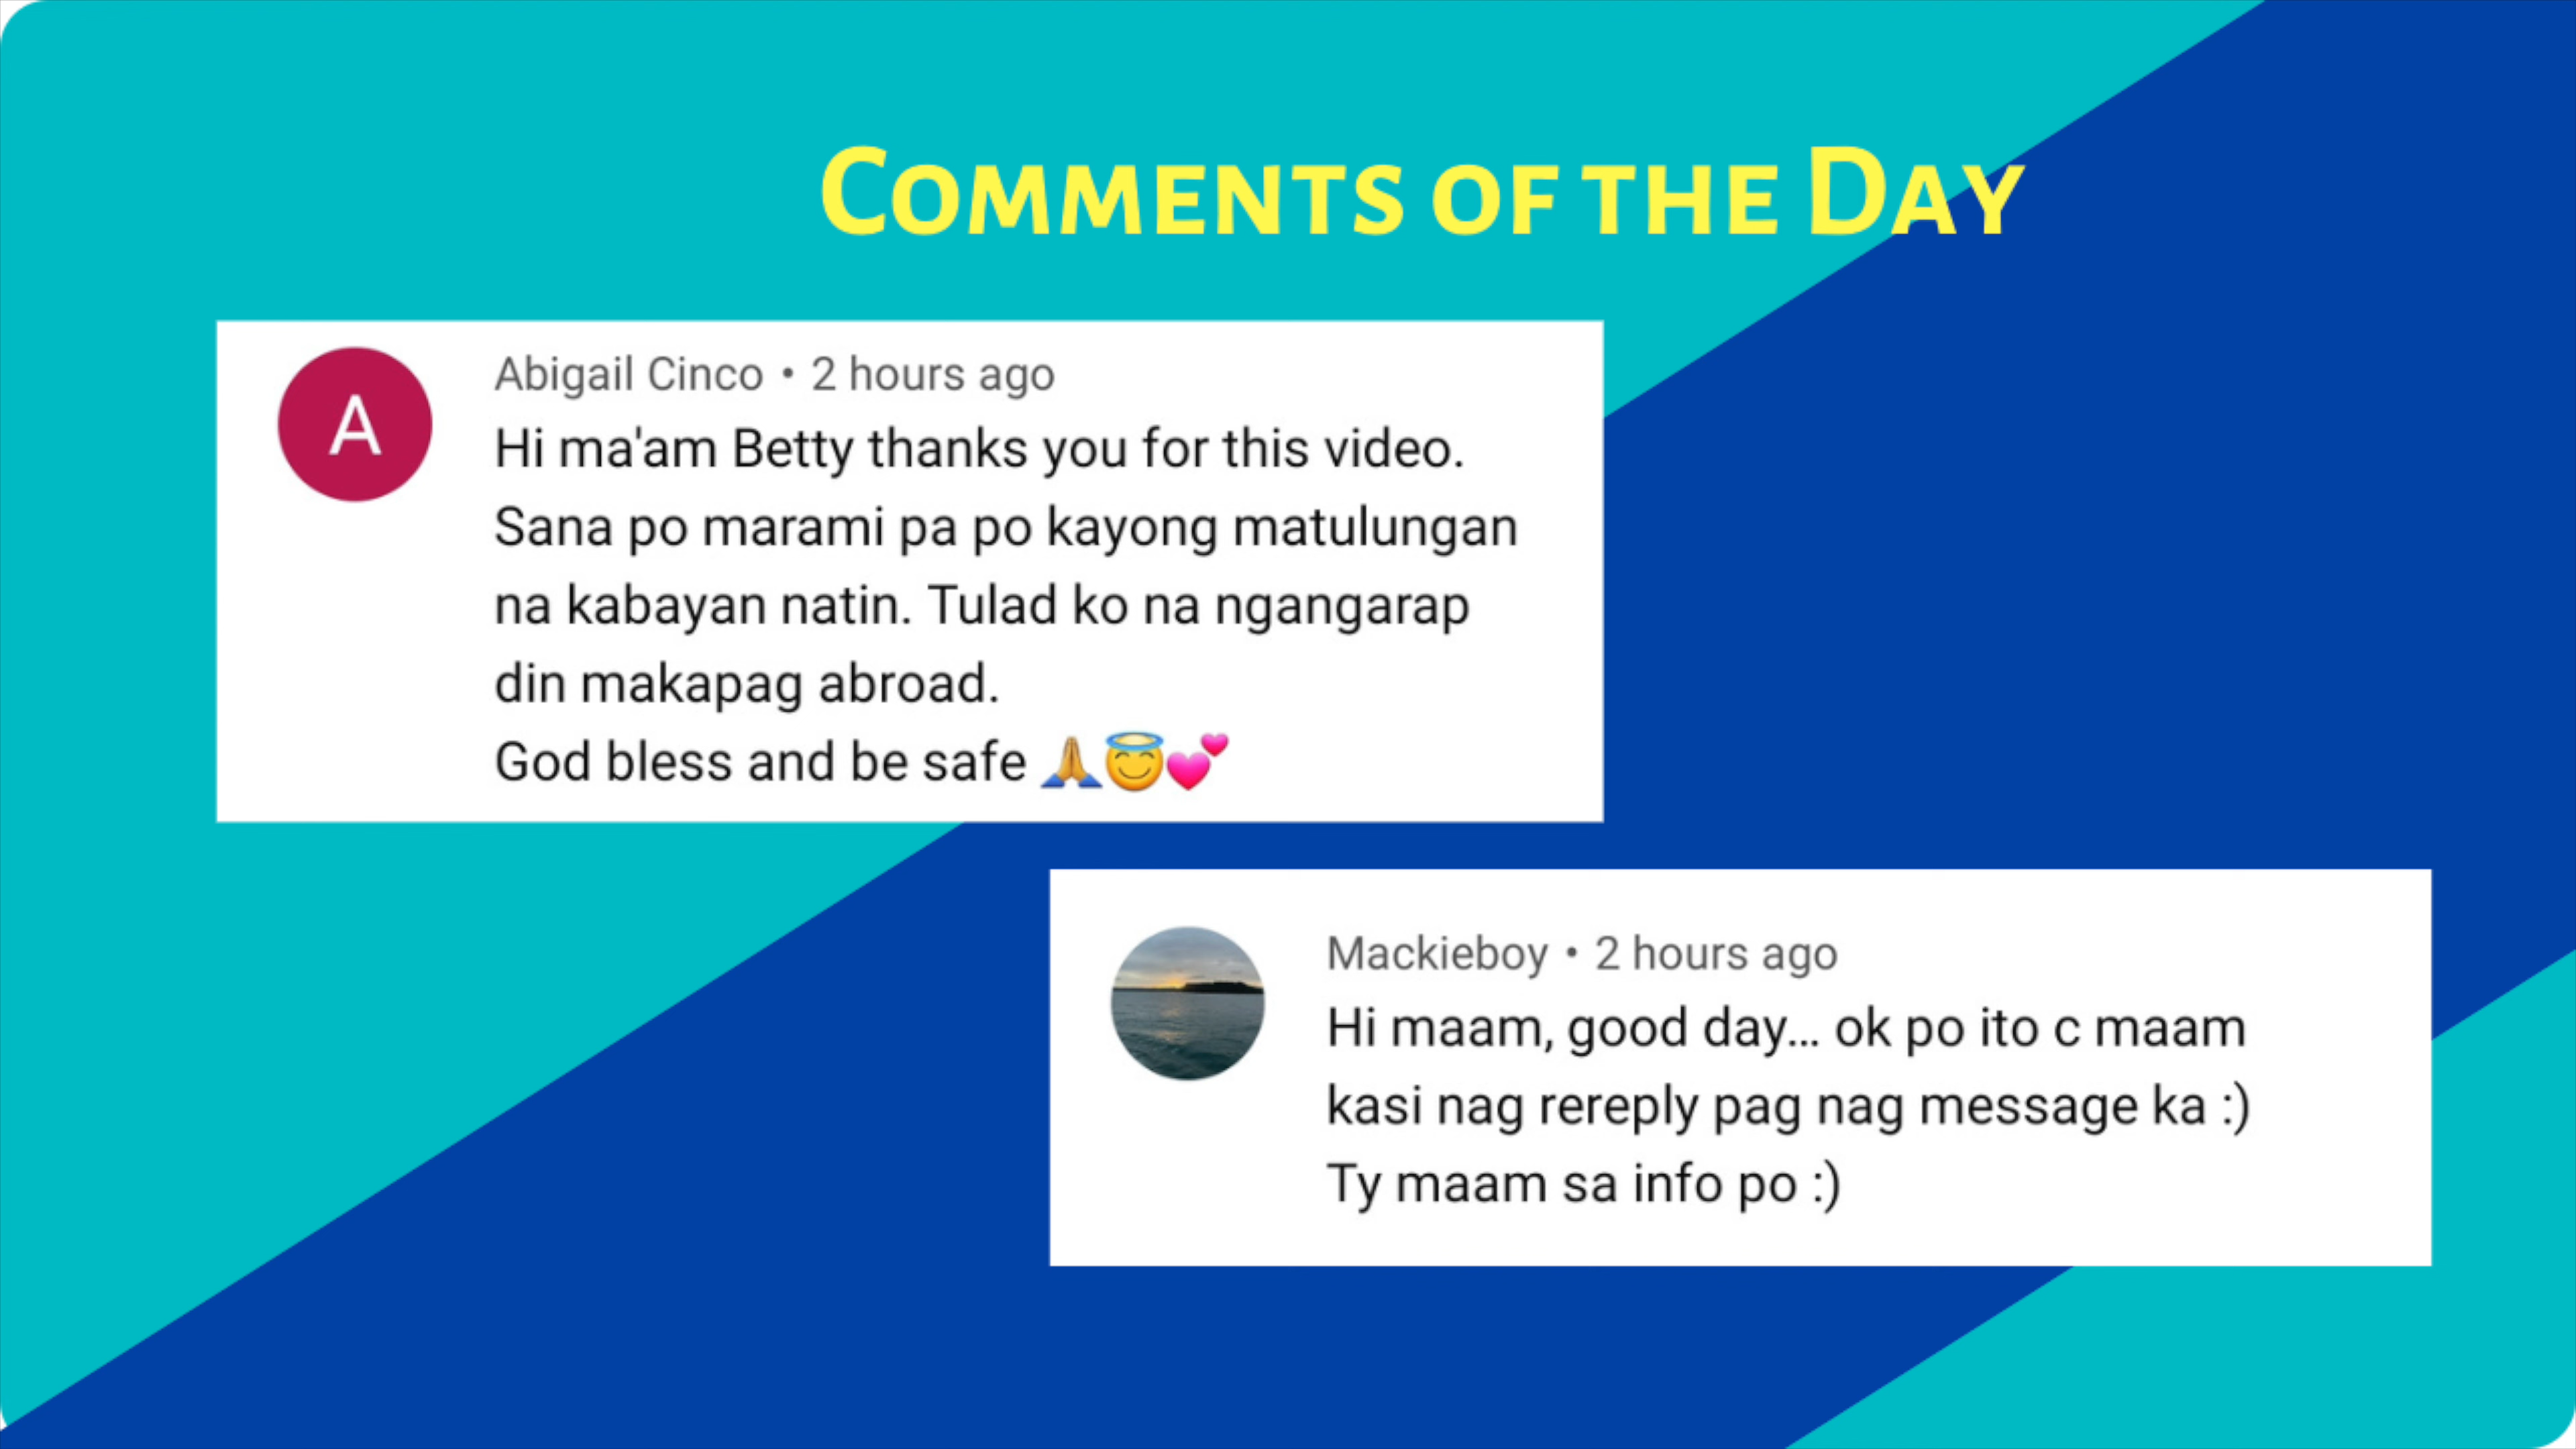 Comments of the Day
Abigail Cinco • 2 hours ago
Hi ma'am Betty thanks you for this video.
Sana po marami pa po kayong matulungan
na kabayan natin. Tulad ko na ngangarap
din makapag abroad.
God bless and be safe 🙏😇💕
A
Mackieboy • 2 hours ago
Hi maam, good day... ok po ito c maam
kasi nag rereply pag nag message ka :)
Ty maam sa info po :)